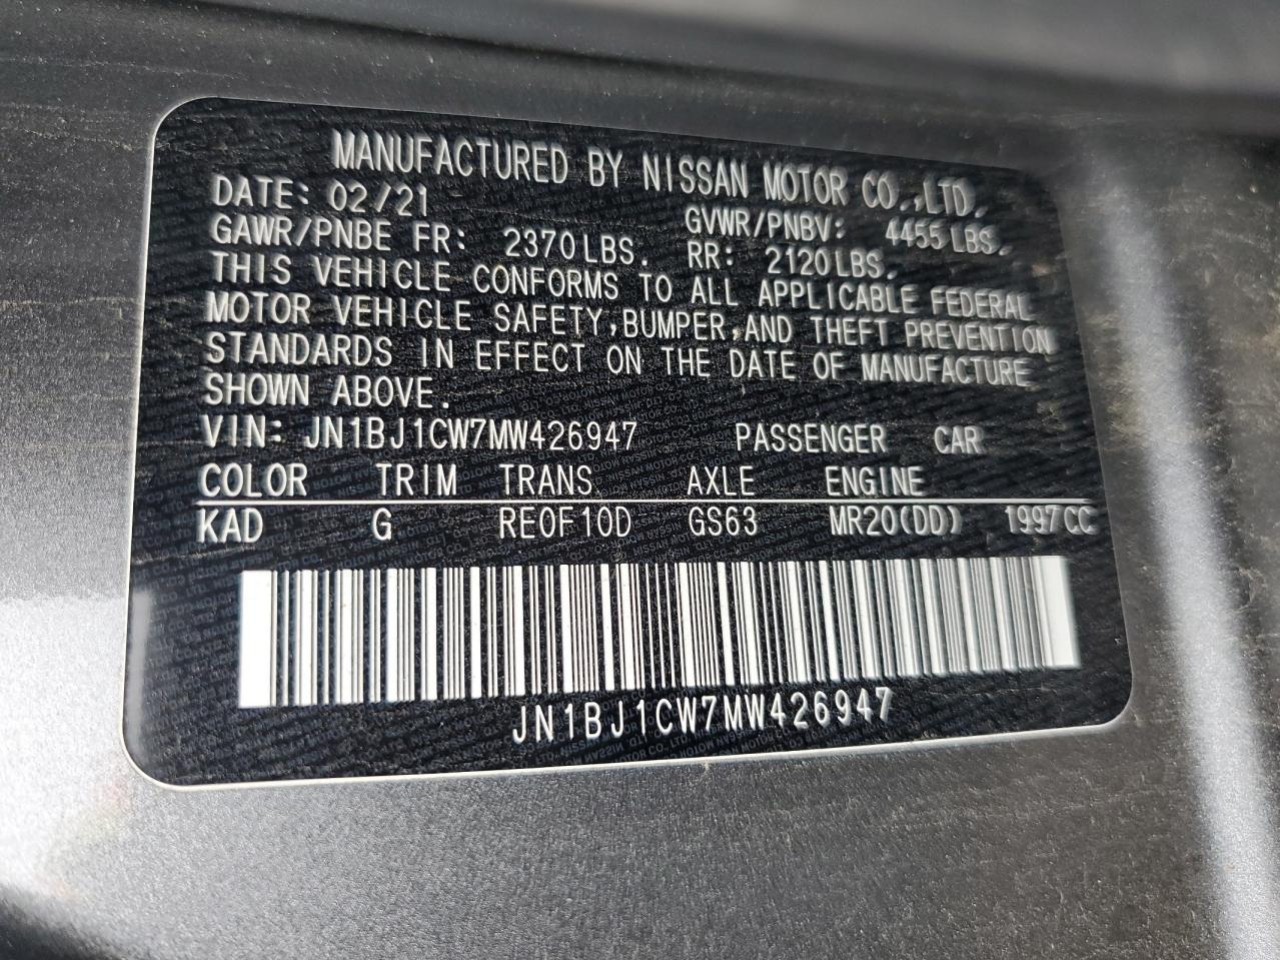 MANUFACTURED BY NISSAN MOTOR CO.,LTD.
DATE: 02/21 GVWR/PNBV: 4455 LBS.
GAWR/PNBE FR: 2370 LBS. RR: 2120 LBS.
THIS VEHICLE CONFORMS TO ALL APPLICABLE FEDERAL
MOTOR VEHICLE SAFETY,BUMPER,AND THEFT PREVENTION
STANDARDS IN EFFECT ON THE DATE OF MANUFACTURE
SHOWN ABOVE.
VIN: JN1BJ1CW7MW426947 PASSENGER CAR
COLOR TRIM TRANS AXLE ENGINE
KAD G RE0F10D GS63 MR20(DD) 1997CC
JN1BJ1CW7MW426947